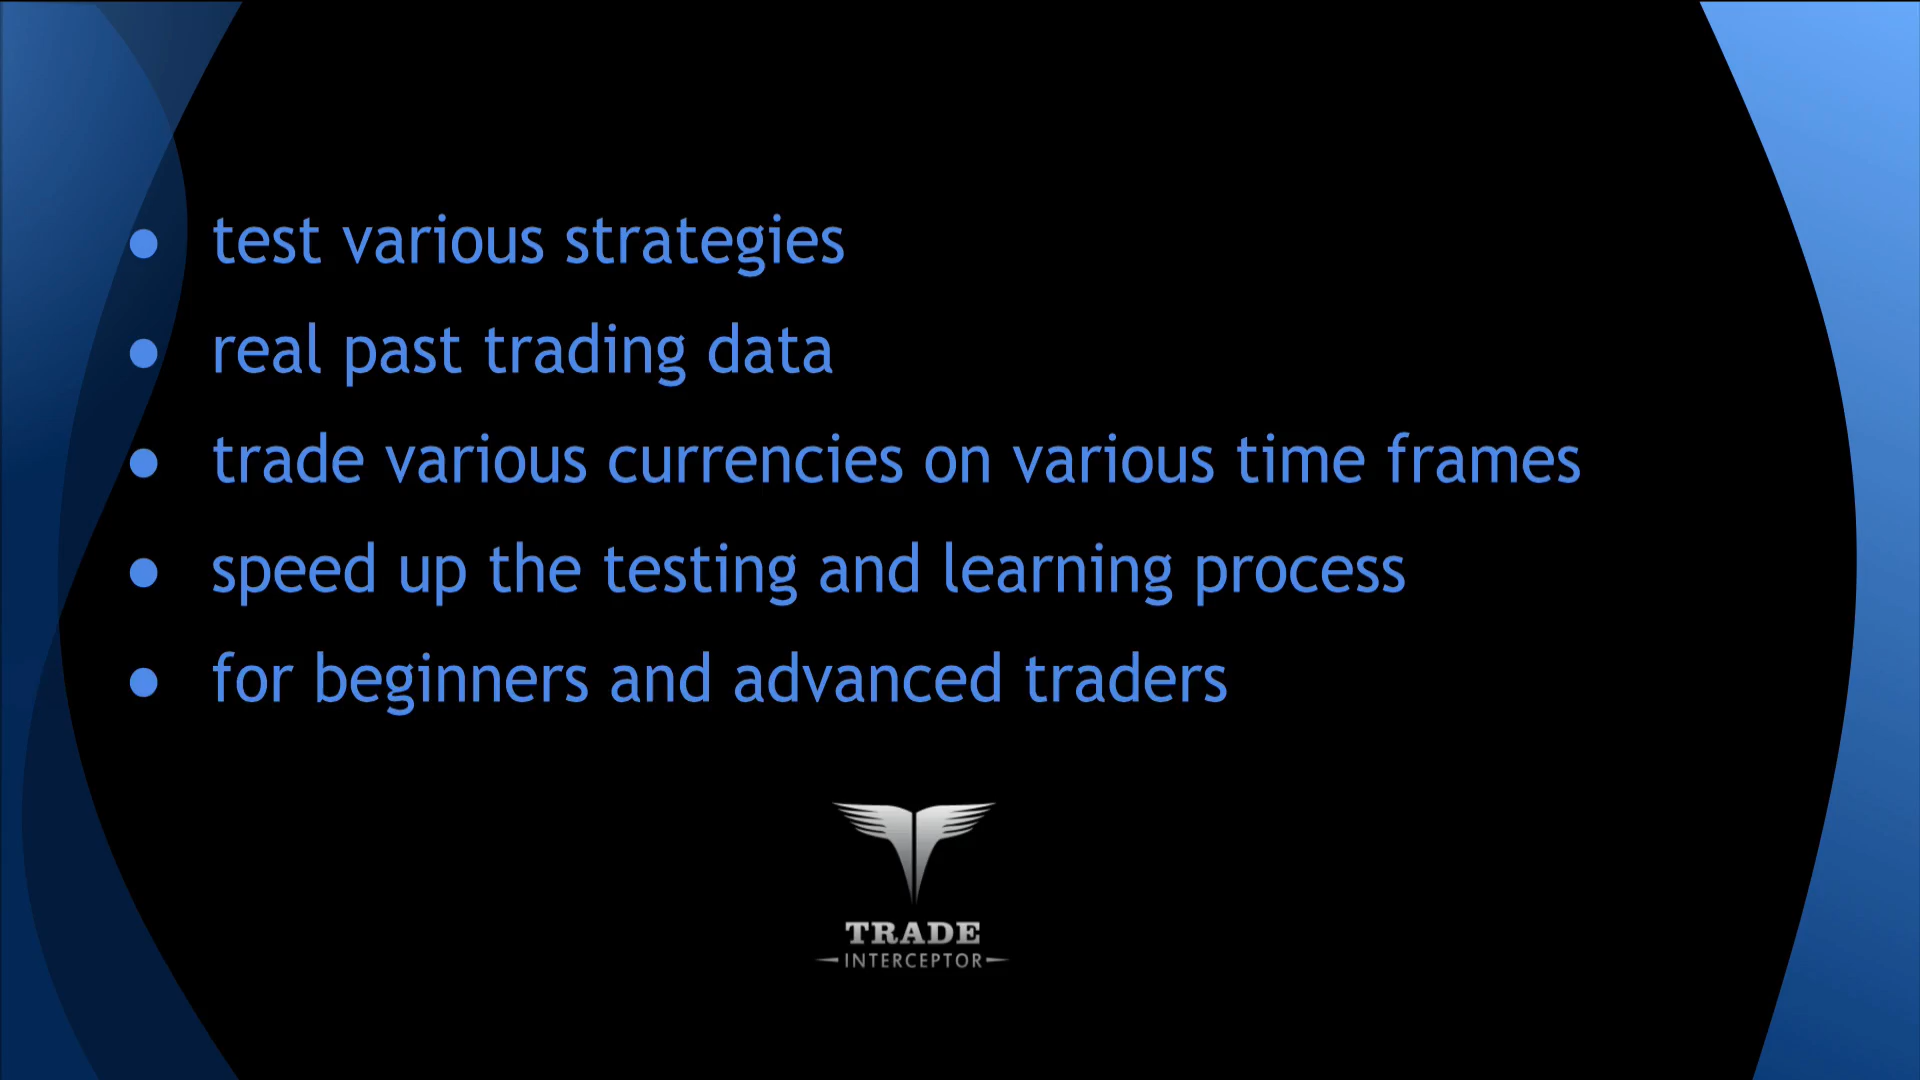 ● test various strategies
● real past trading data
● trade various currencies on various time frames
● speed up the testing and learning process
● for beginners and advanced traders
TRADE
INTERCEPTOR